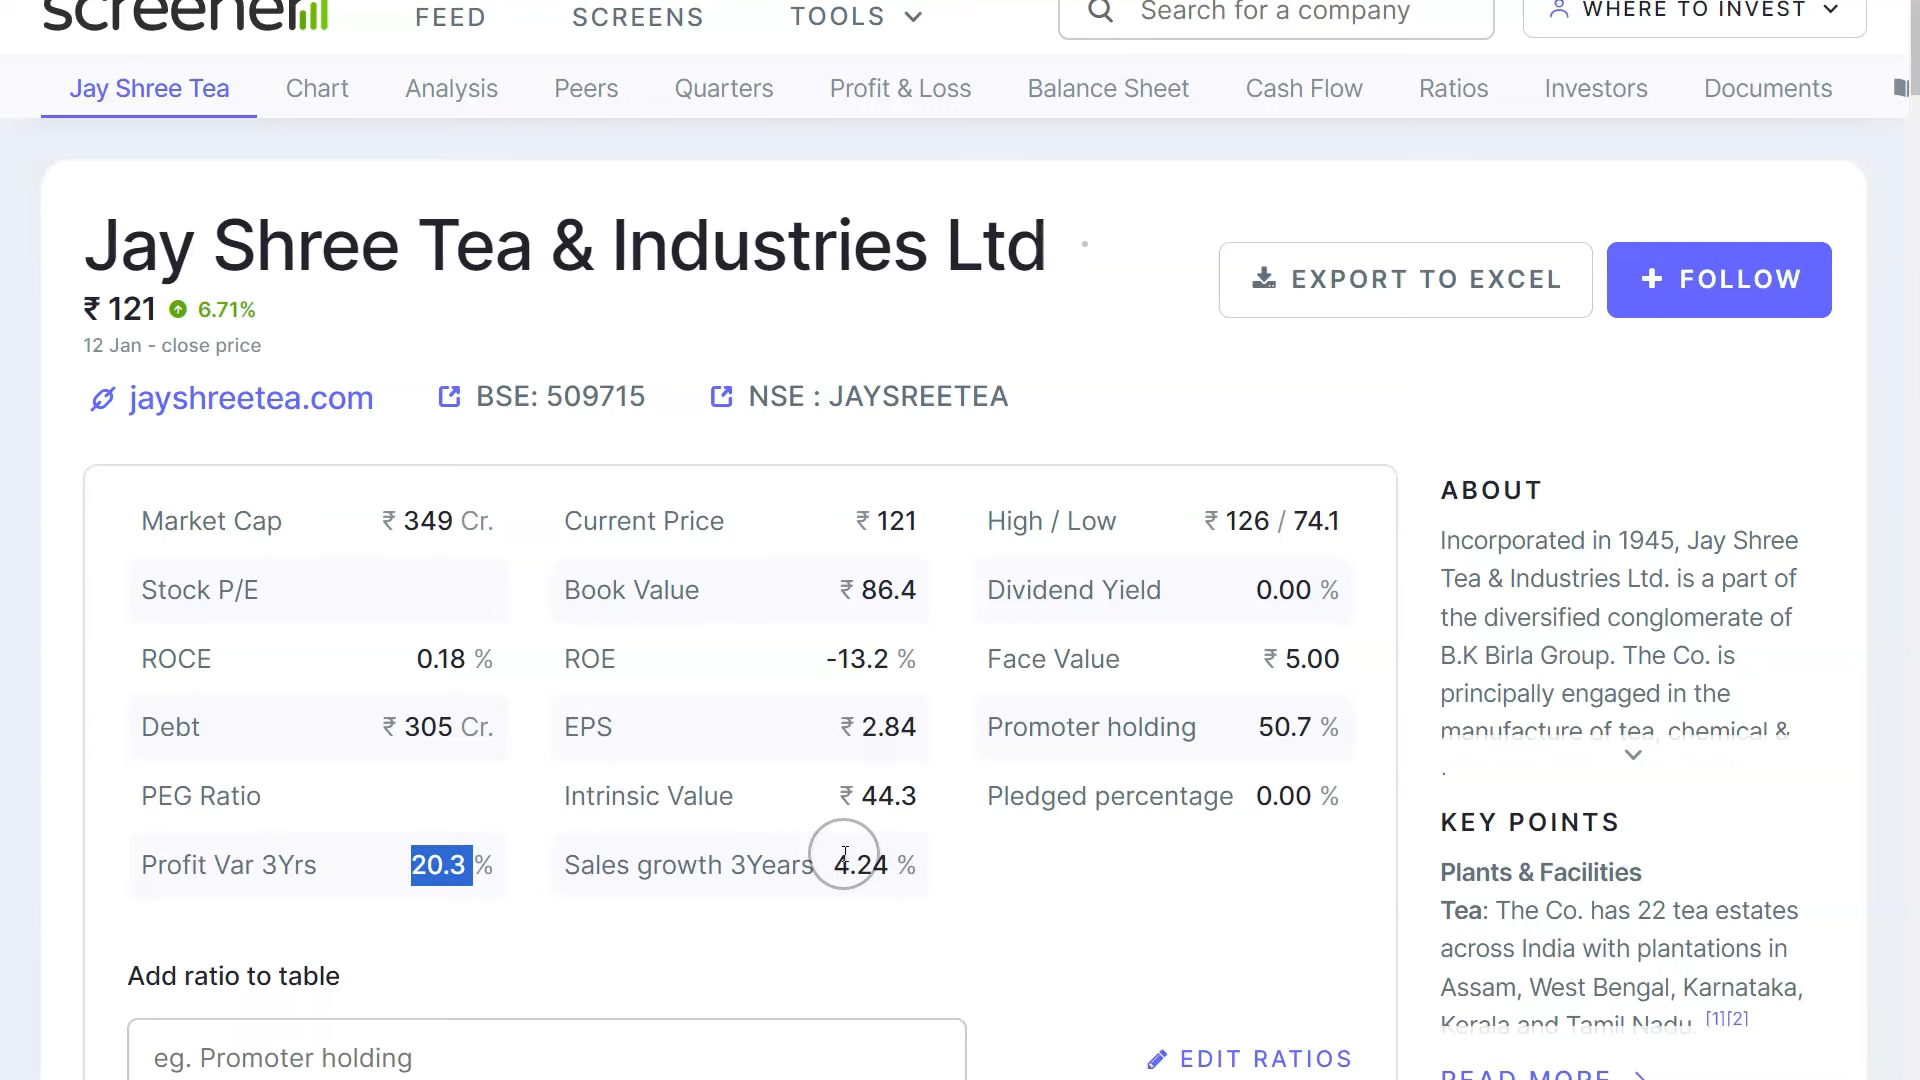 screener
FEED
SCREENS
TOOLS
Search for a company
WHERE TO INVEST
Jay Shree Tea
Chart
Analysis
Peers
Quarters
Profit & Loss
Balance Sheet
Cash Flow
Ratios
Investors
Documents
Jay Shree Tea & Industries Ltd
EXPORT TO EXCEL
+ FOLLOW
₹ 121 6.71%
12 Jan - close price
jayshreetea.com
BSE: 509715
NSE : JAYSREETEA
Market Cap ₹ 349 Cr.
Current Price ₹ 121
High / Low ₹ 126 / 74.1
Stock P/E
Book Value ₹ 86.4
Dividend Yield 0.00 %
ROCE 0.18 %
ROE -13.2 %
Face Value ₹ 5.00
Debt ₹ 305 Cr.
EPS ₹ 2.84
Promoter holding 50.7 %
PEG Ratio
Intrinsic Value ₹ 44.3
Pledged percentage 0.00 %
Profit Var 3Yrs 20.3 %
Sales growth 3Years 4.24 %
Add ratio to table
eg. Promoter holding
EDIT RATIOS
ABOUT
Incorporated in 1945, Jay Shree
Tea & Industries Ltd. is a part of
the diversified conglomerate of
B.K Birla Group. The Co. is
principally engaged in the
manufacture of tea, chemical &
.
KEY POINTS
Plants & Facilities
Tea: The Co. has 22 tea estates
across India with plantations in
Assam, West Bengal, Karnataka,
Kerala and Tamil Nadu. [1][2]
READ MORE